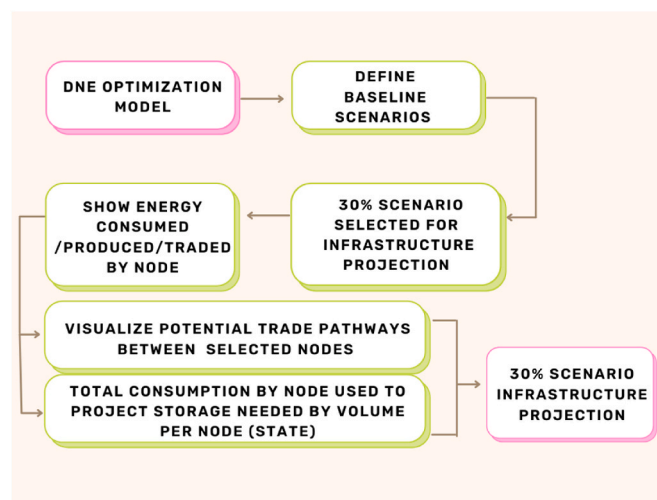 DNE OPTIMIZATION
MODEL
DEFINE
BASELINE
SCENARIOS
30% SCENARIO
SELECTED FOR
INFRASTRUCTURE
PROJECTION
SHOW ENERGY
CONSUMED
/PRODUCED/TRADED
BY NODE
VISUALIZE POTENTIAL TRADE PATHWAYS
BETWEEN SELECTED NODES
TOTAL CONSUMPTION BY NODE USED TO
PROJECT STORAGE NEEDED BY VOLUME
PER NODE (STATE)
30% SCENARIO
INFRASTRUCTURE
PROJECTION